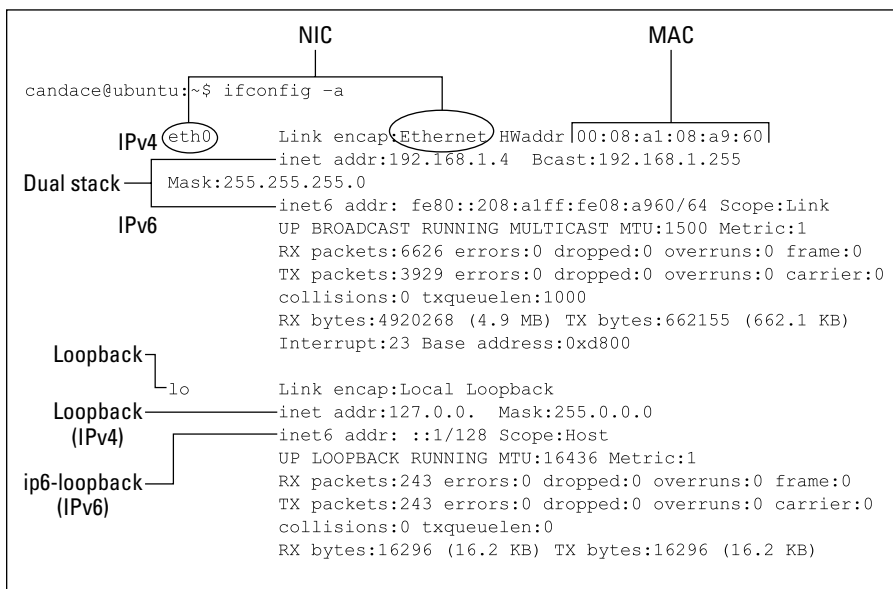 NIC MAC
candace@ubuntu:~$ ifconfig -a
IPv4 eth0 Link encap:Ethernet HWaddr 00:08:a1:08:a9:60
inet addr:192.168.1.4 Bcast:192.168.1.255
Dual stack Mask:255.255.255.0
IPv6 inet6 addr: fe80::208:a1ff:fe08:a960/64 Scope:Link
UP BROADCAST RUNNING MULTICAST MTU:1500 Metric:1
RX packets:6626 errors:0 dropped:0 overruns:0 frame:0
TX packets:3929 errors:0 dropped:0 overruns:0 carrier:0
collisions:0 txqueuelen:1000
RX bytes:4920268 (4.9 MB) TX bytes:662155 (662.1 KB)
Interrupt:23 Base address:0xd800
Loopback
lo Link encap:Local Loopback
Loopback (IPv4) inet addr:127.0.0. Mask:255.0.0.0
inet6 addr: ::1/128 Scope:Host
UP LOOPBACK RUNNING MTU:16436 Metric:1
ip6-loopback (IPv6) RX packets:243 errors:0 dropped:0 overruns:0 frame:0
TX packets:243 errors:0 dropped:0 overruns:0 carrier:0
collisions:0 txqueuelen:0
RX bytes:16296 (16.2 KB) TX bytes:16296 (16.2 KB)